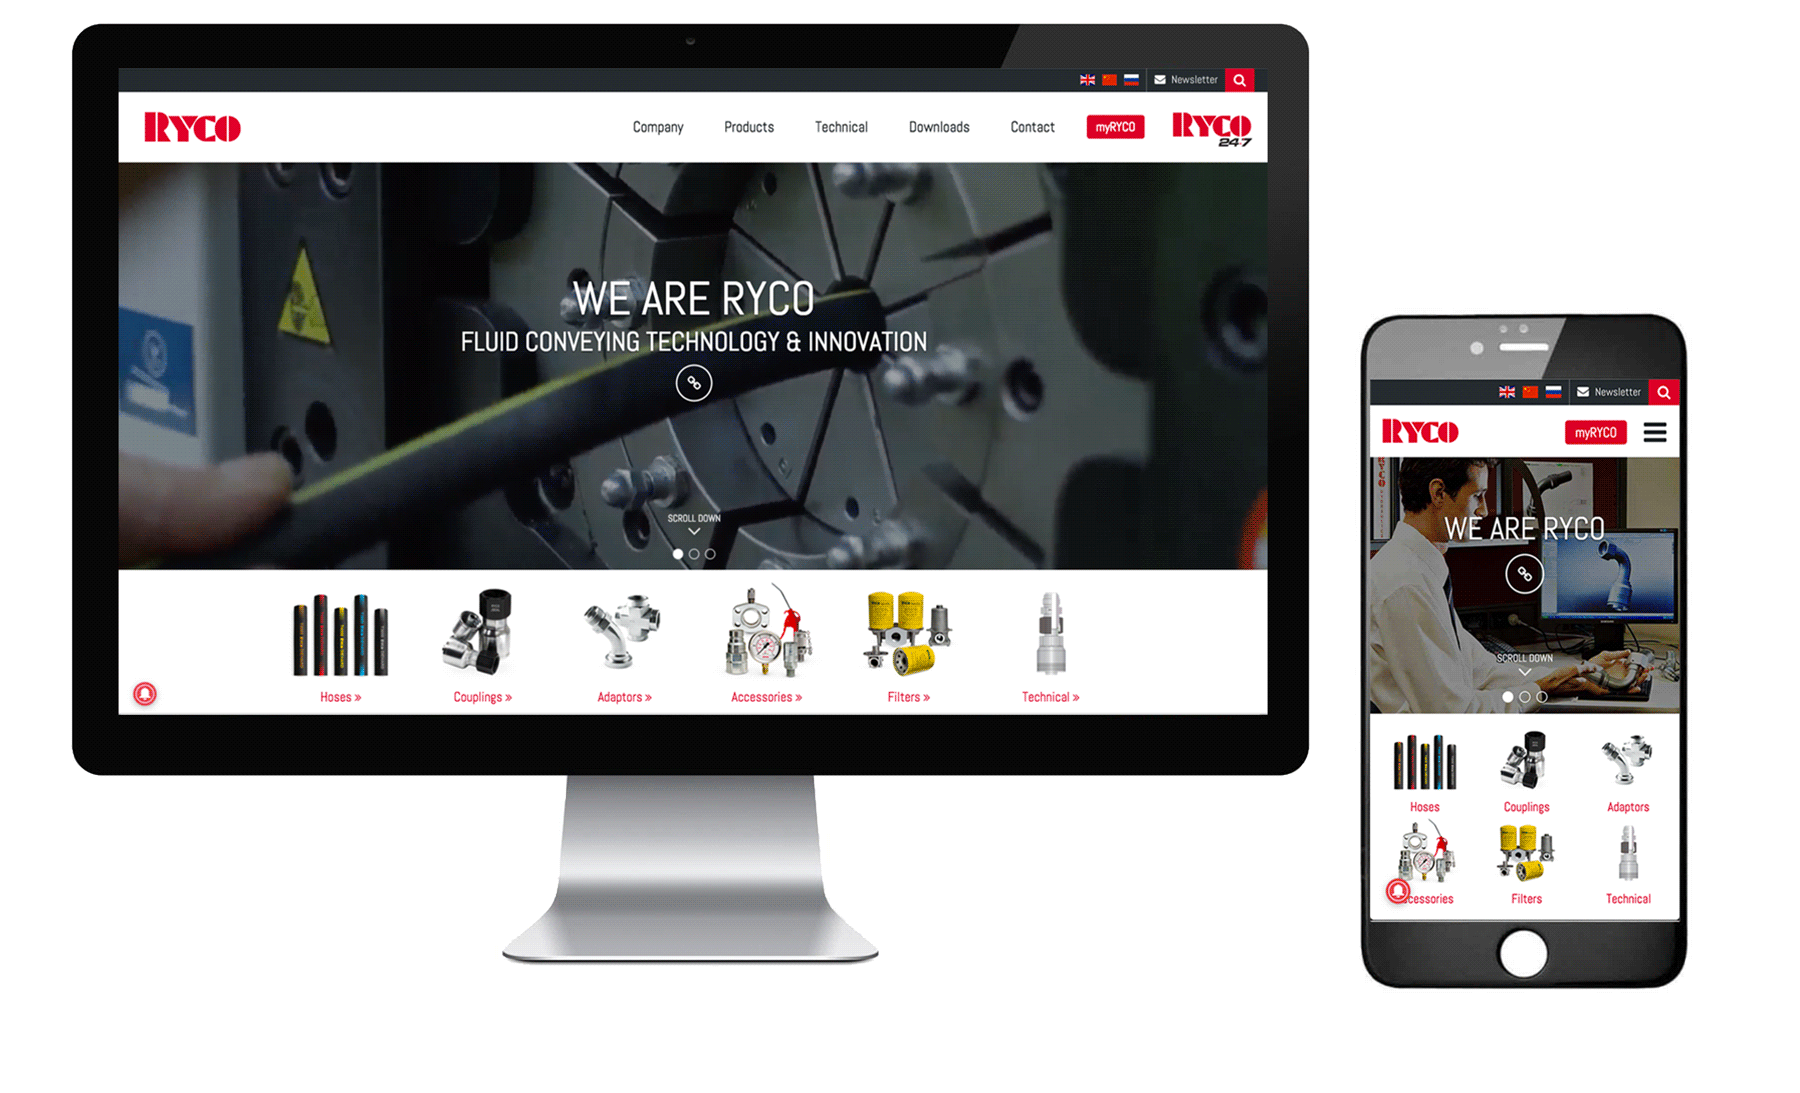 Newsletter
RYCO
Company Products Technical Downloads Contact myRYCO RYCO
24·7
WE ARE RYCO
FLUID CONVEYING TECHNOLOGY & INNOVATION
SCROLL DOWN
Hoses » Couplings » Adaptors » Accessories » Filters » Technical »
Newsletter
RYCO myRYCO
RYCO
WE ARE RYCO
SCROLL DOWN
Hoses Couplings Adaptors
ccessories Filters Technical